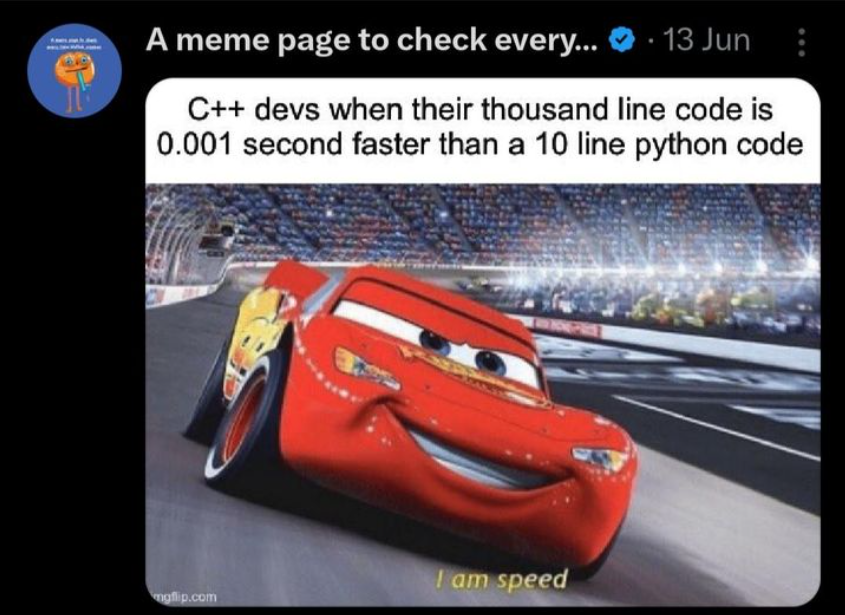 A meme page to check every... · 13 Jun
C++ devs when their thousand line code is
0.001 second faster than a 10 line python code
I am speed
imgflip.com